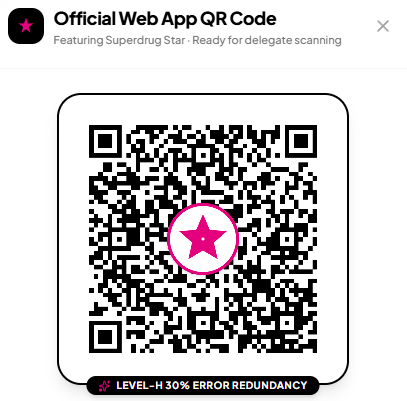 Official Web App QR Code
Featuring Superdrug Star · Ready for delegate scanning
LEVEL-H 30% ERROR REDUNDANCY